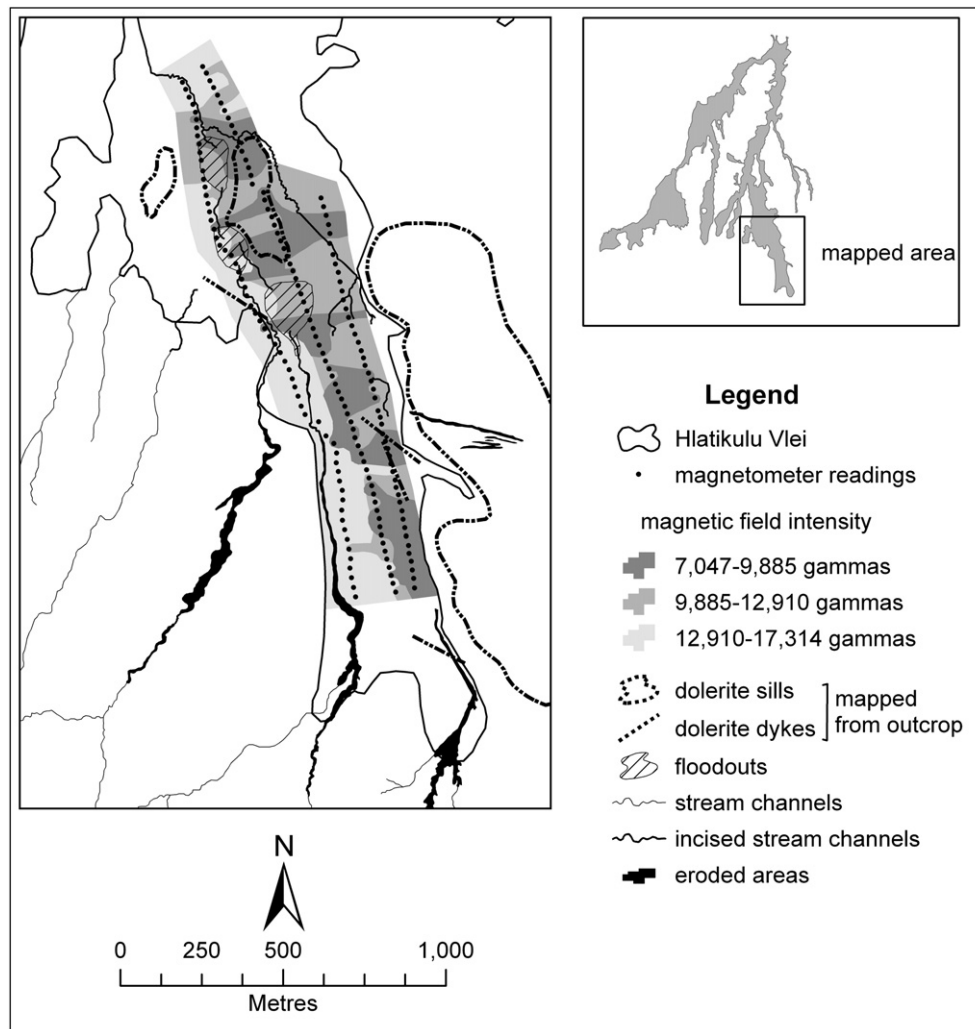 mapped area
Legend
Hlatikulu Vlei
magnetometer readings
magnetic field intensity
7,047-9,885 gammas
9,885-12,910 gammas
12,910-17,314 gammas
dolerite sills
dolerite dykes
mapped
from outcrop
floodouts
stream channels
incised stream channels
eroded areas
N
0 250 500 1,000
Metres